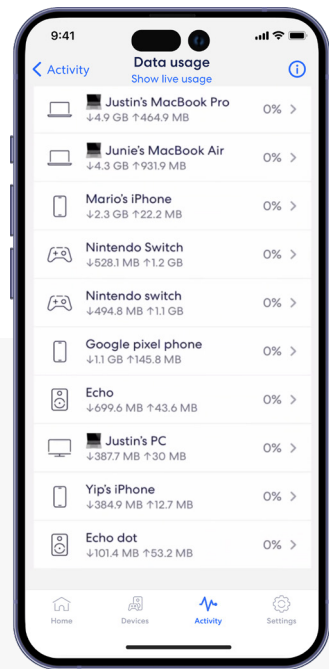 9:41
Activity
Data usage
Show live usage
Justin's MacBook Pro
↓4.9 GB ↑464.9 MB
0%
Junie's MacBook Air
↓4.3 GB ↑931.9 MB
0%
Mario's iPhone
↓2.3 GB ↑22.2 MB
0%
Nintendo Switch
↓528.1 MB ↑1.2 GB
0%
Nintendo switch
↓494.8 MB ↑1.1 GB
0%
Google pixel phone
↓1.1 GB ↑145.8 MB
0%
Echo
↓699.6 MB ↑43.6 MB
0%
Justin's PC
↓387.7 MB ↑30 MB
0%
Yip's iPhone
↓384.9 MB ↑12.7 MB
0%
Echo dot
↓101.4 MB ↑53.2 MB
0%
Home Devices Activity Settings